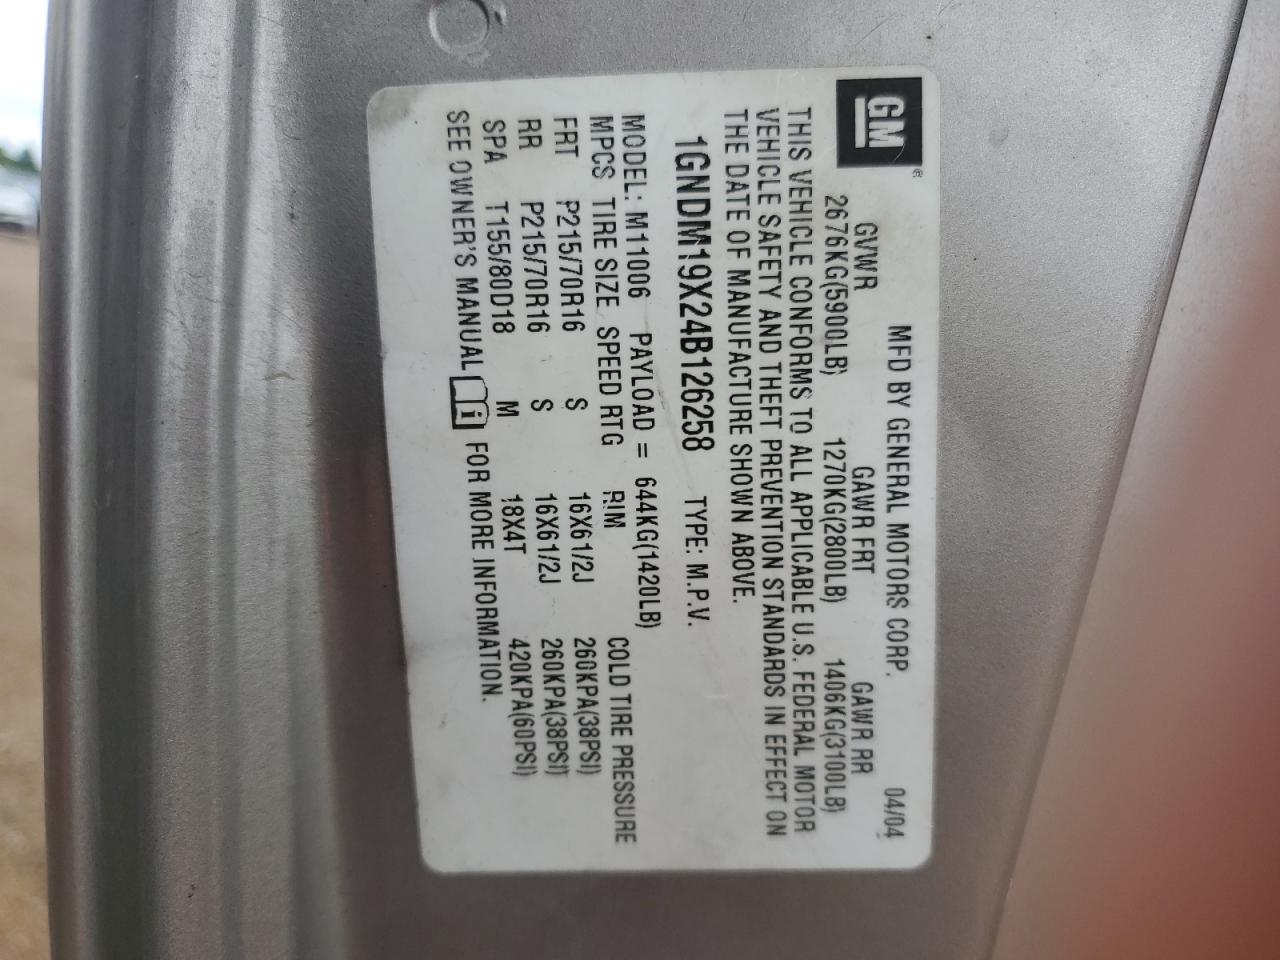 GM®
MFD BY GENERAL MOTORS CORP. 04/04
GVWR GAWR FRT GAWR RR
2676KG(5900LB) 1270KG(2800LB) 1406KG(3100LB)
THIS VEHICLE CONFORMS TO ALL APPLICABLE U.S. FEDERAL MOTOR
VEHICLE SAFETY AND THEFT PREVENTION STANDARDS IN EFFECT ON
THE DATE OF MANUFACTURE SHOWN ABOVE.
1GNDM19X24B126258 TYPE: M.P.V.
MODEL: M11006 PAYLOAD = 644KG(1420LB)
MPCS TIRE SIZE SPEED RTG RIM COLD TIRE PRESSURE
FRT P215/70R16 S 16X61/2J 260KPA(38PSI)
RR P215/70R16 S 16X61/2J 260KPA(38PSI)
SPA T155/80D18 M 18X4T 420KPA(60PSI)
SEE OWNER'S MANUAL i FOR MORE INFORMATION.